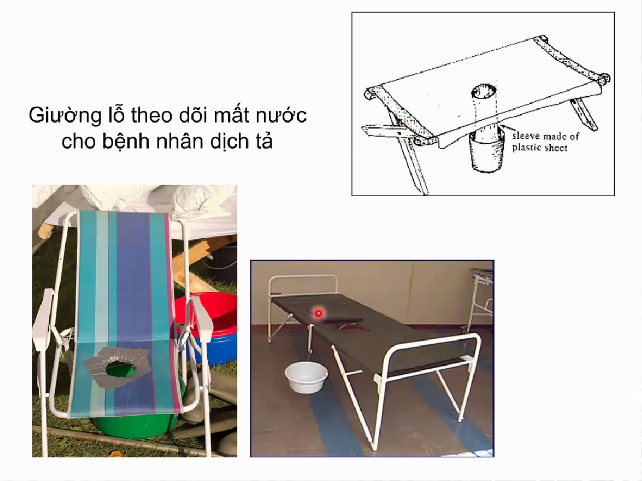 Giường lỗ theo dõi mất nước
cho bệnh nhân dịch tả
sleeve made of
plastic sheet